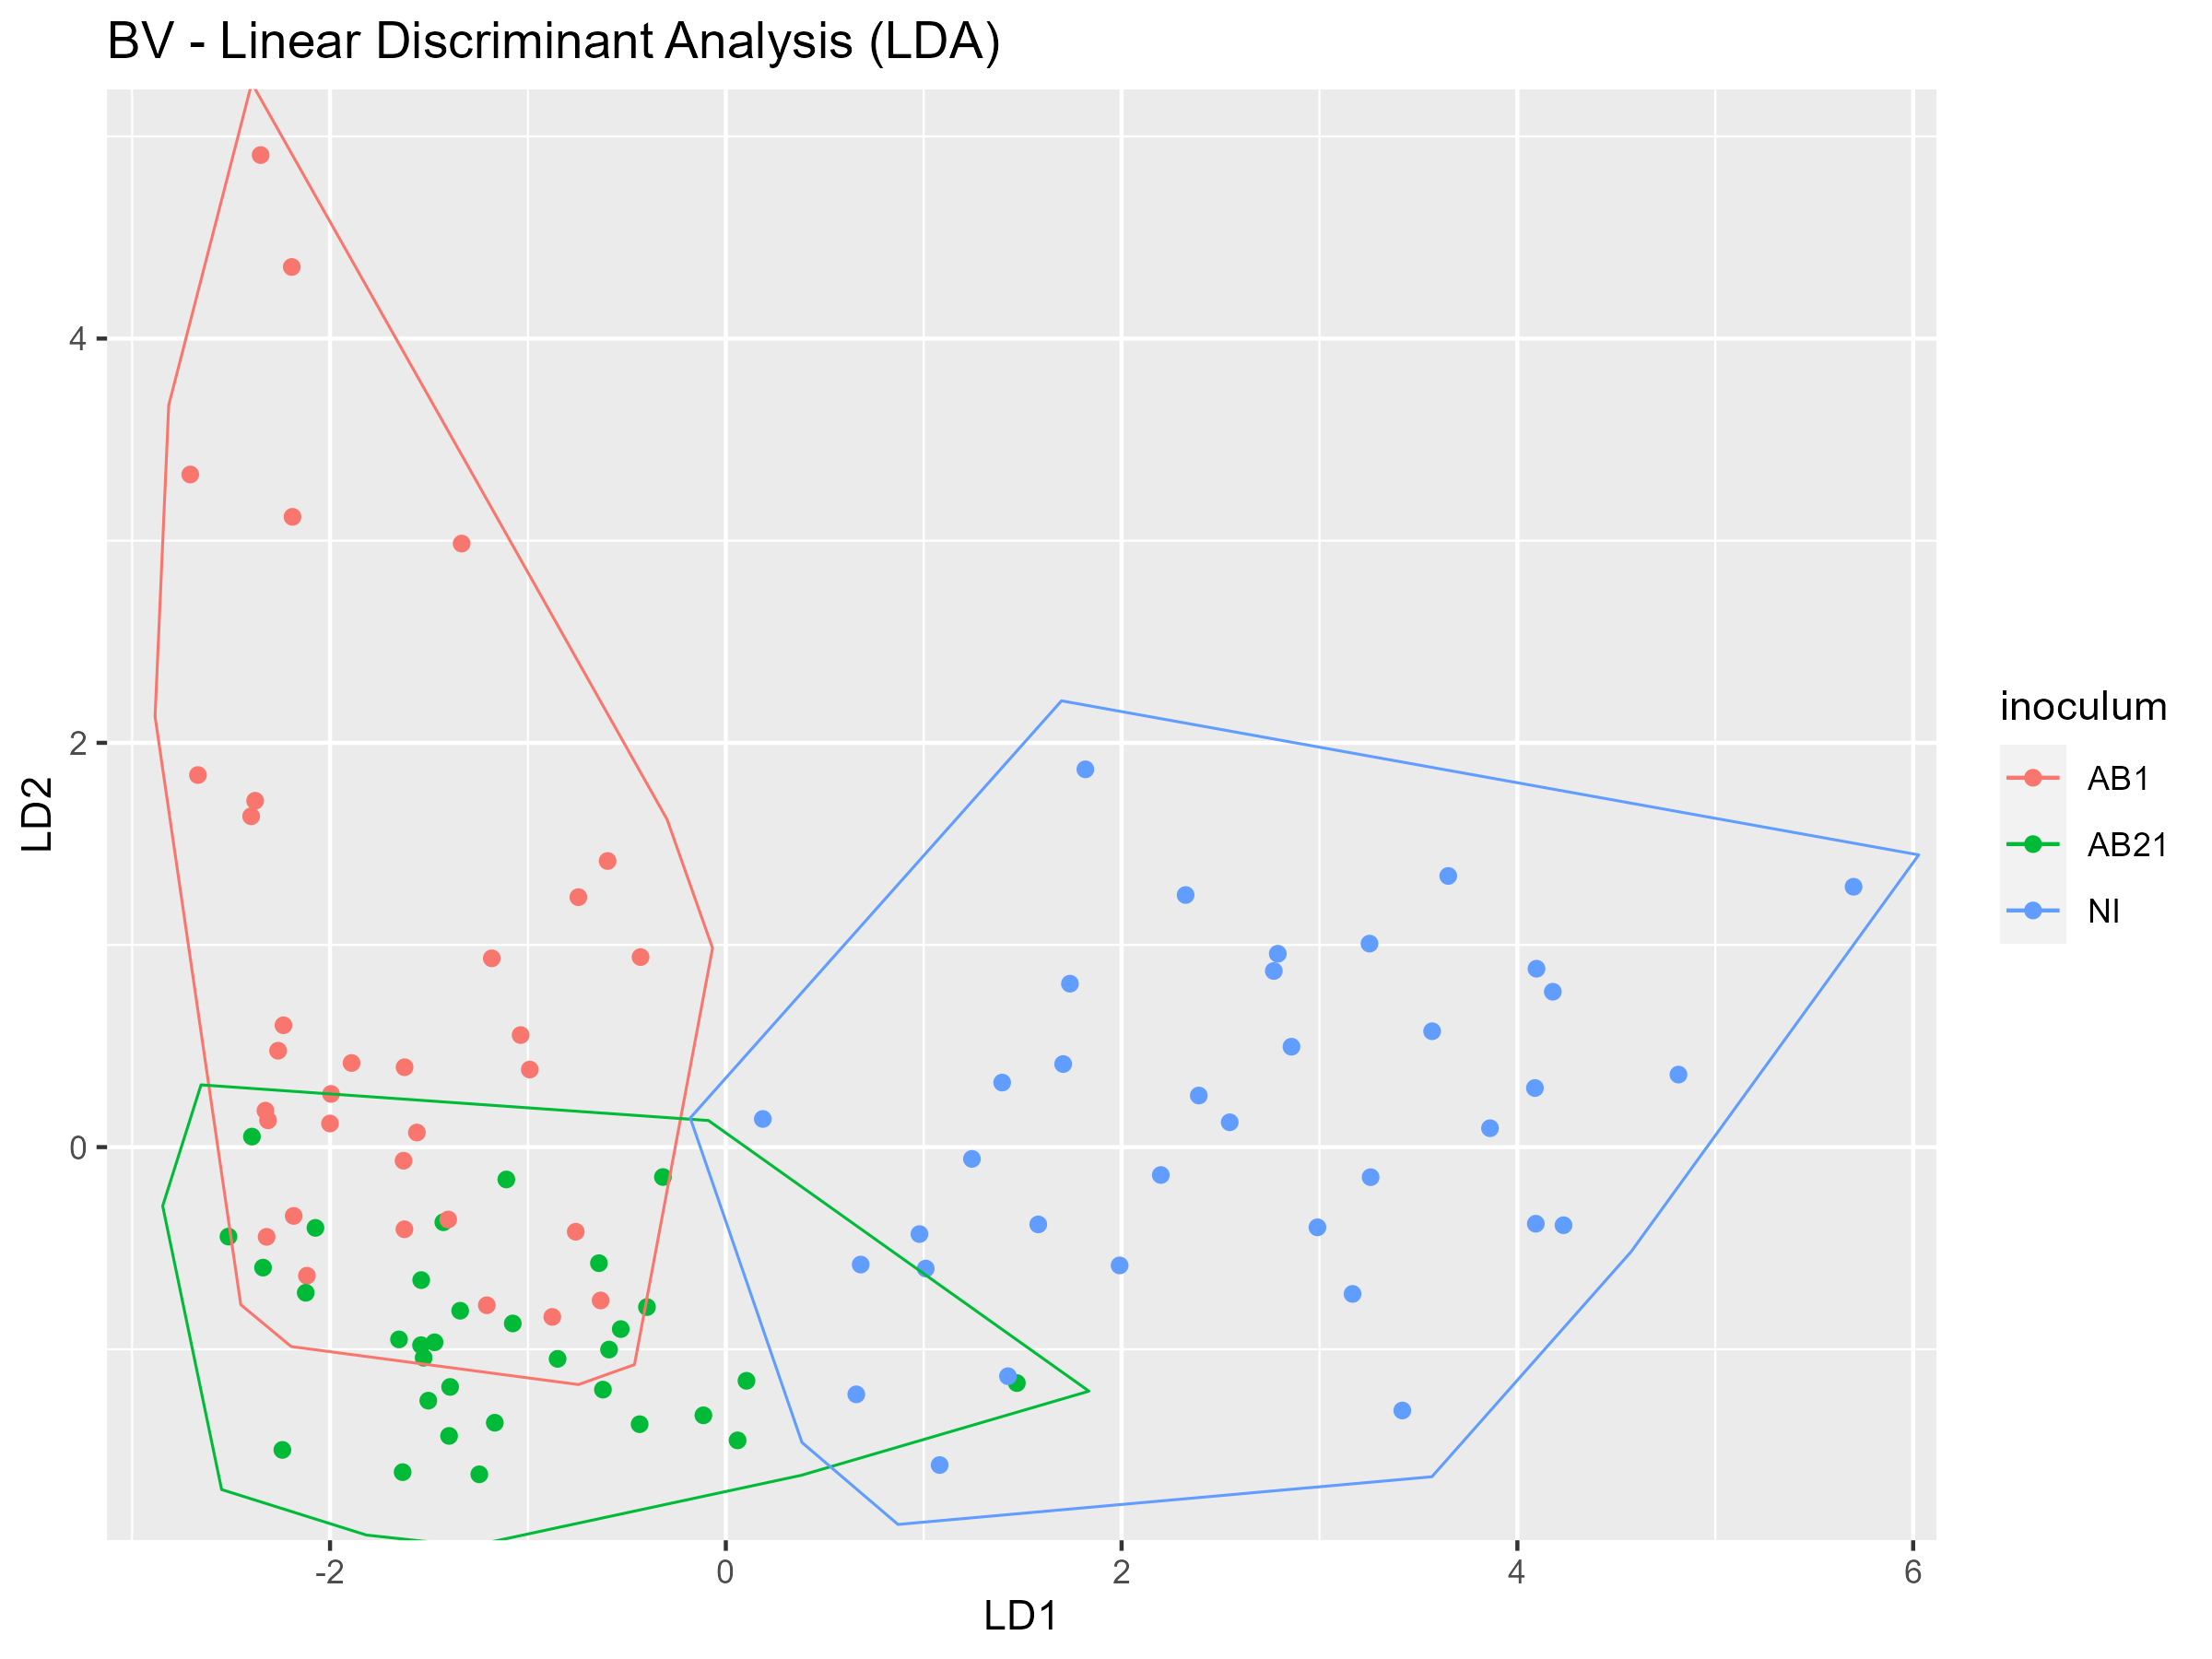 BV - Linear Discriminant Analysis (LDA)
4
2
0
LD2
-2
0
2
4
6
LD1
inoculum
AB1
AB21
NI